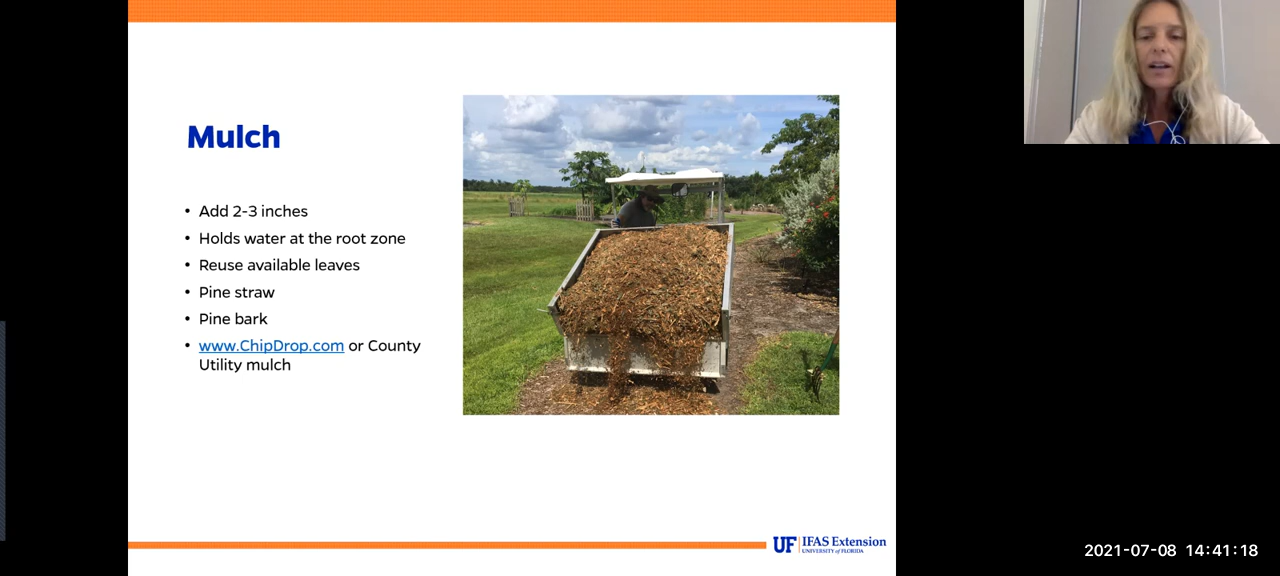 Mulch
• Add 2-3 inches
• Holds water at the root zone
• Reuse available leaves
• Pine straw
• Pine bark
• www.ChipDrop.com or County
Utility mulch
UF IFAS Extension
UNIVERSITY of FLORIDA
2021-07-08 14:41:18